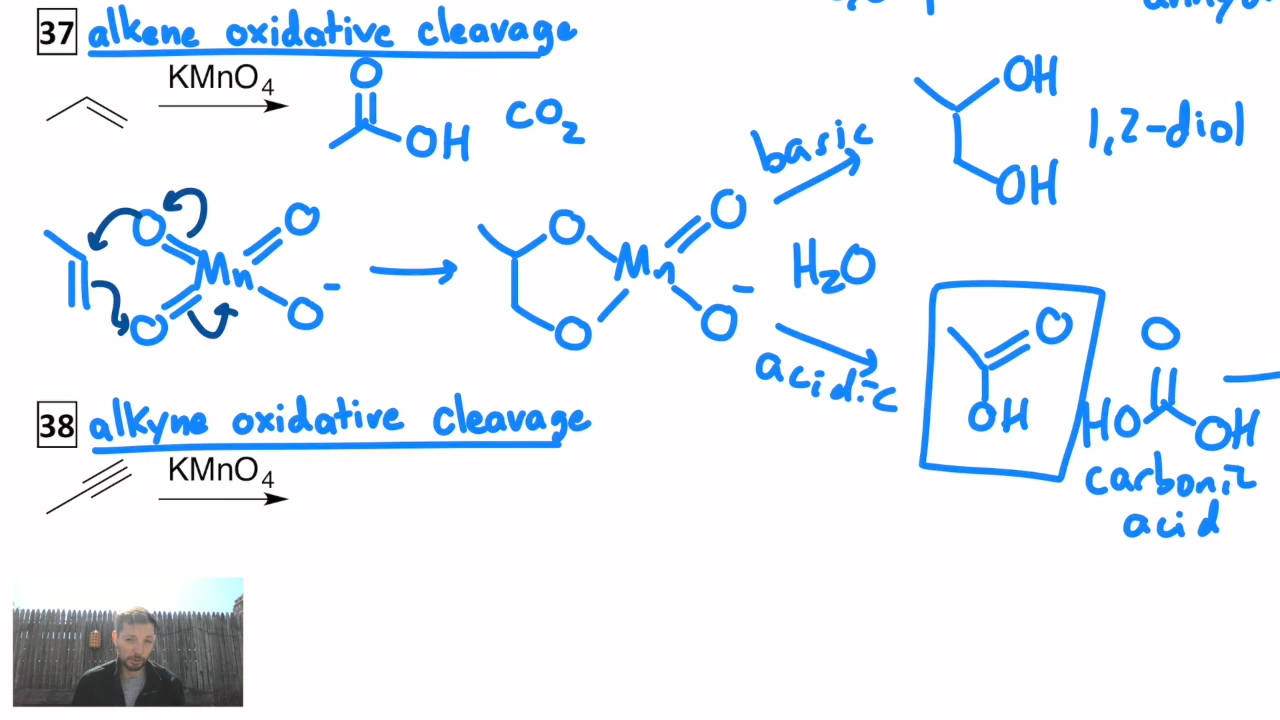 37 alkene oxidative cleavage
KMnO4
O
OH
CO2
basic
OH
OH
1,2-diol
O
O
Mn
O
O-
O
O
Mn
O
O-
H2O
acidic
O
OH
O
HO
OH
carbonic
acid
38 alkyne oxidative cleavage
KMnO4